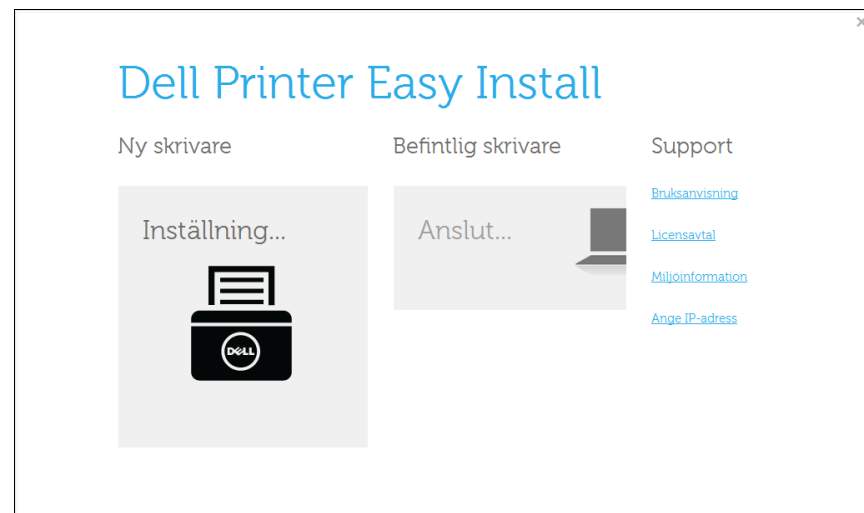 Dell Printer Easy Install
Ny skrivare
Befintlig skrivare
Support
Inställning...
DELL
Anslut...
Bruksanvisning
Licensavtal
Miljöinformation
Ange IP-adress